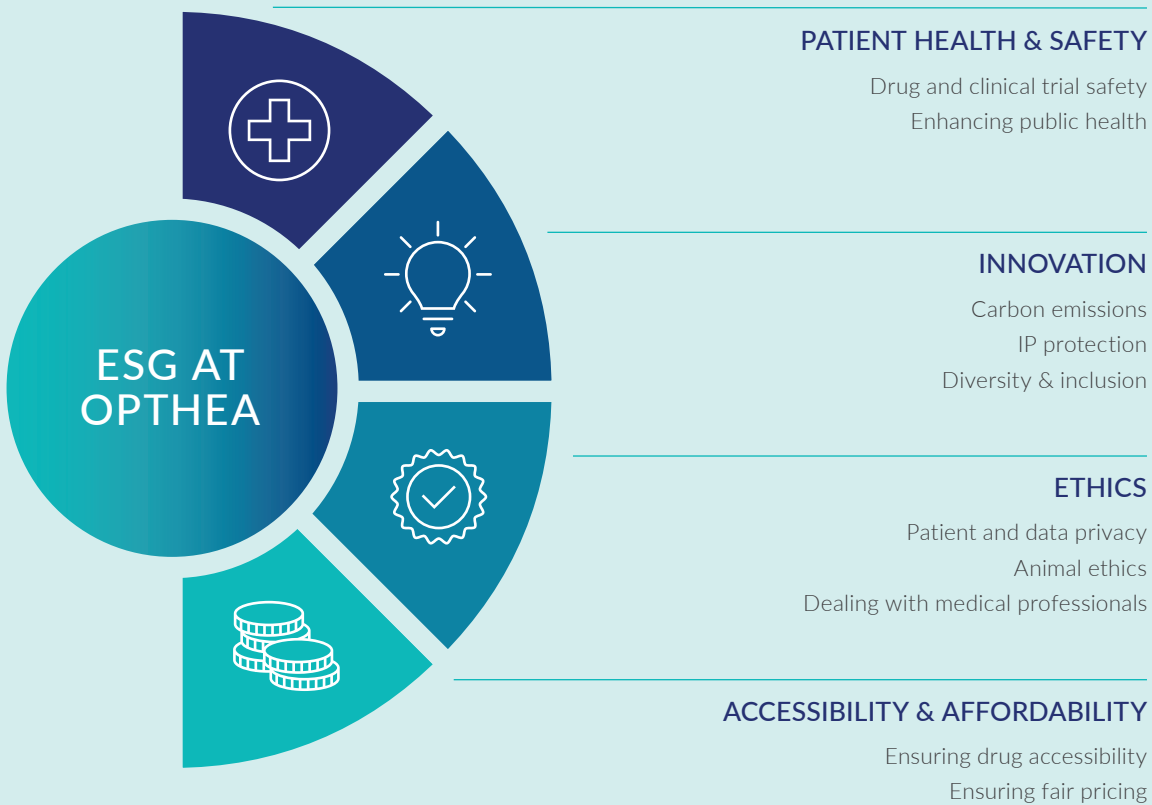 ESG AT
OPTHEA
PATIENT HEALTH & SAFETY
Drug and clinical trial safety
Enhancing public health
INNOVATION
Carbon emissions
IP protection
Diversity & inclusion
ETHICS
Patient and data privacy
Animal ethics
Dealing with medical professionals
ACCESSIBILITY & AFFORDABILITY
Ensuring drug accessibility
Ensuring fair pricing